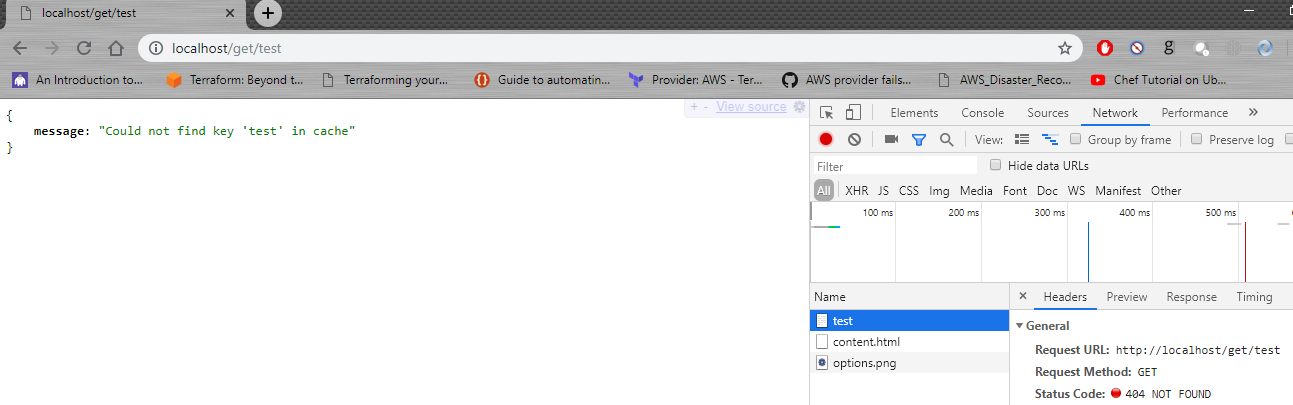 localhost/get/test
localhost/get/test
An Introduction to... Terraform: Beyond t... Terraforming your... Guide to automatin... Provider: AWS - Ter... AWS provider fails... AWS_Disaster_Reco... Chef Tutorial on Ub...
{
message: "Could not find key 'test' in cache"
}
+ - View source
Elements Console Sources Network Performance
View: Group by frame Preserve log
Filter Hide data URLs
All XHR JS CSS Img Media Font Doc WS Manifest Other
100 ms 200 ms 300 ms 400 ms 500 ms
Name
test
content.html
options.png
× Headers Preview Response Timing
General
Request URL: http://localhost/get/test
Request Method: GET
Status Code: 404 NOT FOUND